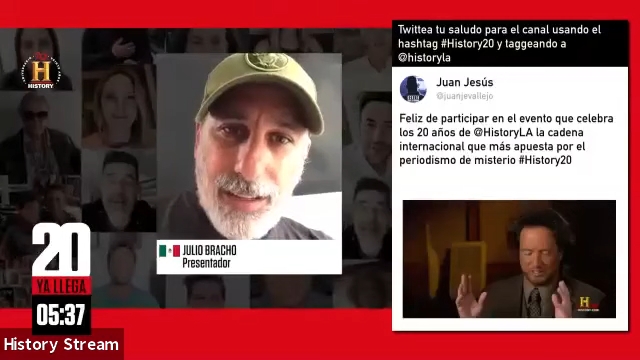 HISTORY
20
YA LLEGA
05:37
JULIO BRACHO
Presentador
History Stream
Twittea tu saludo para el canal usando el
hashtag #History20 y taggeando a
@historyla
Juan Jesús
@juanjevallejo
Feliz de participar en el evento que celebra
los 20 años de @HistoryLA la cadena
internacional que más apuesta por el
periodismo de misterio #History20